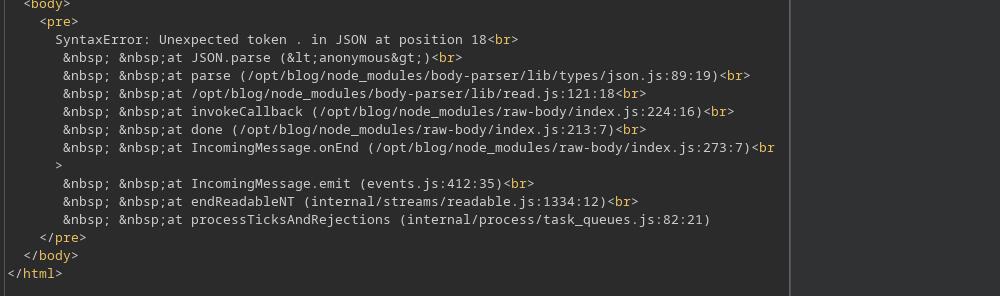 <body>
<pre>
SyntaxError: Unexpected token . in JSON at position 18<br>
&nbsp; &nbsp;at JSON.parse (&lt;anonymous&gt;)<br>
&nbsp; &nbsp;at parse (/opt/blog/node_modules/body-parser/lib/types/json.js:89:19)<br>
&nbsp; &nbsp;at /opt/blog/node_modules/body-parser/lib/read.js:121:18<br>
&nbsp; &nbsp;at invokeCallback (/opt/blog/node_modules/raw-body/index.js:224:16)<br>
&nbsp; &nbsp;at done (/opt/blog/node_modules/raw-body/index.js:213:7)<br>
&nbsp; &nbsp;at IncomingMessage.onEnd (/opt/blog/node_modules/raw-body/index.js:273:7)<br
>
&nbsp; &nbsp;at IncomingMessage.emit (events.js:412:35)<br>
&nbsp; &nbsp;at endReadableNT (internal/streams/readable.js:1334:12)<br>
&nbsp; &nbsp;at processTicksAndRejections (internal/process/task_queues.js:82:21)
</pre>
</body>
</html>